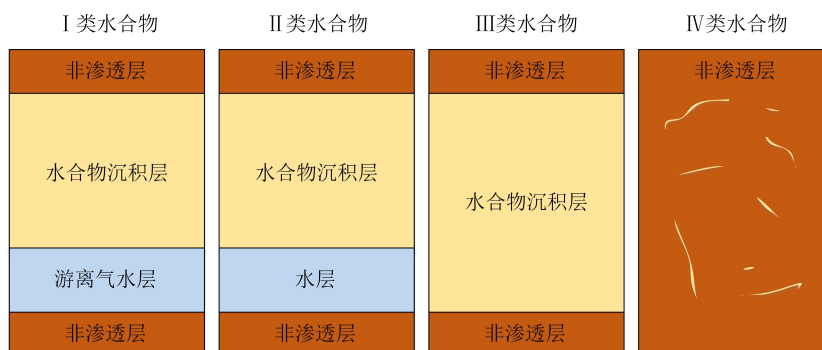 Ⅰ类水合物
Ⅱ类水合物
Ⅲ类水合物
Ⅳ类水合物
非渗透层
水合物沉积层
游离气水层
非渗透层
非渗透层
水合物沉积层
水层
非渗透层
非渗透层
水合物沉积层
非渗透层
非渗透层